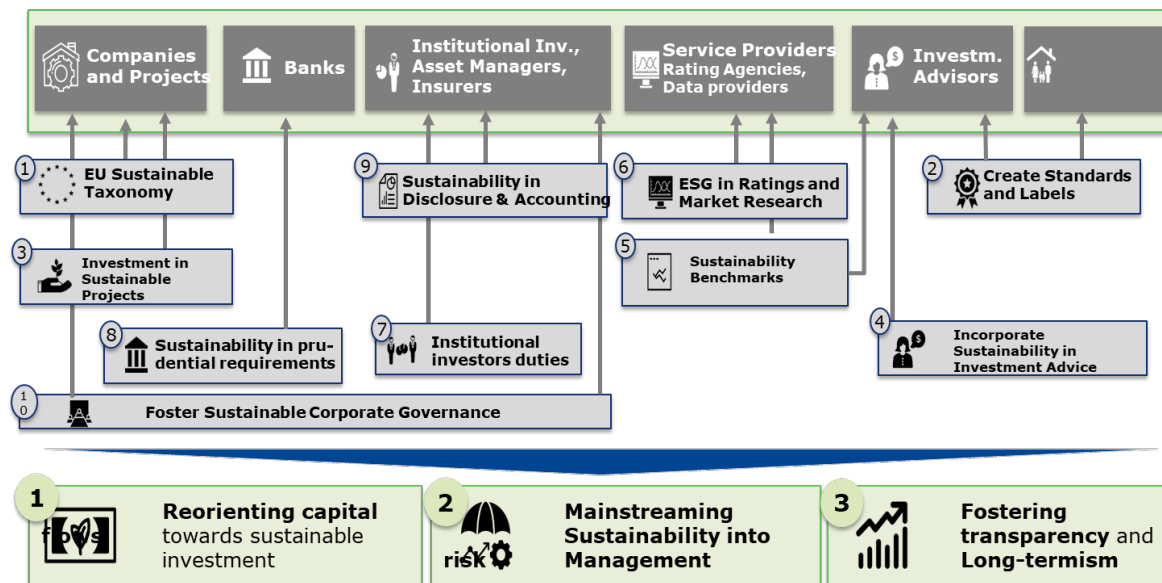 Companies
and Projects
Banks
Institutional Inv.,
Asset Managers,
Insurers
Service Providers
Rating Agencies,
Data providers
$
Investm.
Advisors
1
EU Sustainable
Taxonomy
9
Sustainability in
Disclosure & Accounting
6
ESG in Ratings and
Market Research
2
Create Standards
and Labels
3
Investment in
Sustainable
Projects
5
Sustainability
Benchmarks
8
Sustainability in pru-
dential requirements
7
Institutional
investors duties
4
$
Incorporate
Sustainability in
Investment Advice
1
0
Foster Sustainable Corporate Governance
1
flows
Reorienting capital
towards sustainable
investment
2
risk
Mainstreaming
Sustainability into
Management
3
Fostering
transparency and
Long-termism